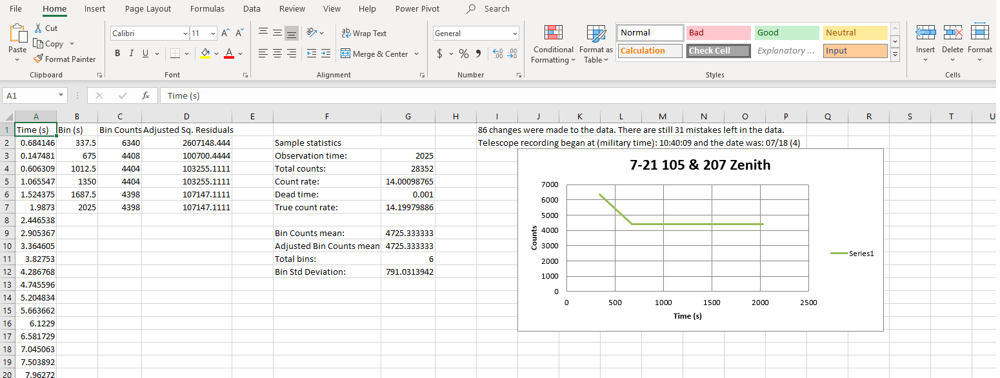 File Home Insert Page Layout Formulas Data Review View Help Power Pivot Search
Cut
Calibri 11 A A Wrap Text General Normal Bad Good Neutral
Copy
Paste Conditional Format as Insert Delete Format
Format Painter B I U A Merge & Center $ % 9 .00 .00 Formatting Table Calculation Check Cell Explanatory ... Input
Clipboard Font Alignment Number Styles Cells
A1 fx Time (s)
A B C D E F G H I J K L M N O P Q R S T U
1 Time (s) Bin (s) Bin Counts Adjusted Sq. Residuals 86 changes were made to the data. There are still 31 mistakes left in the data.
2 0.684146 337.5 6340 2607148.444 Sample statistics Telescope recording began at (military time): 10:40:09 and the date was: 07/18 (4)
3 0.147481 675 4408 100700.4444 Observation time: 2025
4 0.606309 1012.5 4404 103255.1111 Total counts: 28352
5 1.065547 1350 4404 103255.1111 Count rate: 14.00098765
6 1.524375 1687.5 4398 107147.1111 Dead time: 0.001
7 1.9873 2025 4398 107147.1111 True count rate: 14.19979886
8 2.446538
9 2.905367 Bin Counts mean: 4725.333333
10 3.364605 Adjusted Bin Counts mean 4725.333333
11 3.82753 Total bins: 6
12 4.286768 Bin Std Deviation: 791.0313942
13 4.745596
14 5.204834
15 5.663662
16 6.1229
17 6.581729
18 7.045063
19 7.503892
20 7.96272
7-21 105 & 207 Zenith
7000
6000
5000
4000
3000
2000
1000
0
Counts
0 500 1000 1500 2000 2500
Time (s)
Series1